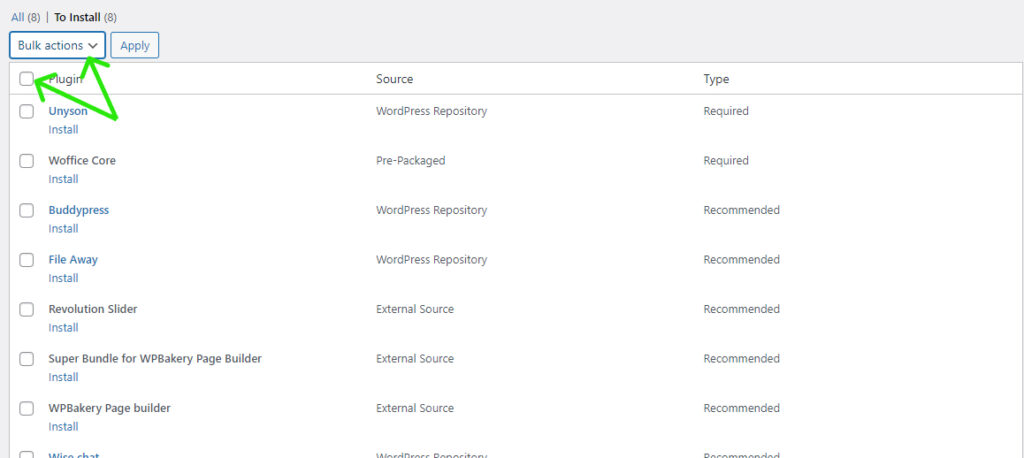 All (8) | To Install (8)
Bulk actions Apply
Plugin Source Type
Unyson WordPress Repository Required
Install
Woffice Core Pre-Packaged Required
Install
Buddypress WordPress Repository Recommended
Install
File Away WordPress Repository Recommended
Install
Revolution Slider External Source Recommended
Install
Super Bundle for WPBakery Page Builder External Source Recommended
Install
WPBakery Page builder External Source Recommended
Install
Wise chat WordPress Repository Recommended